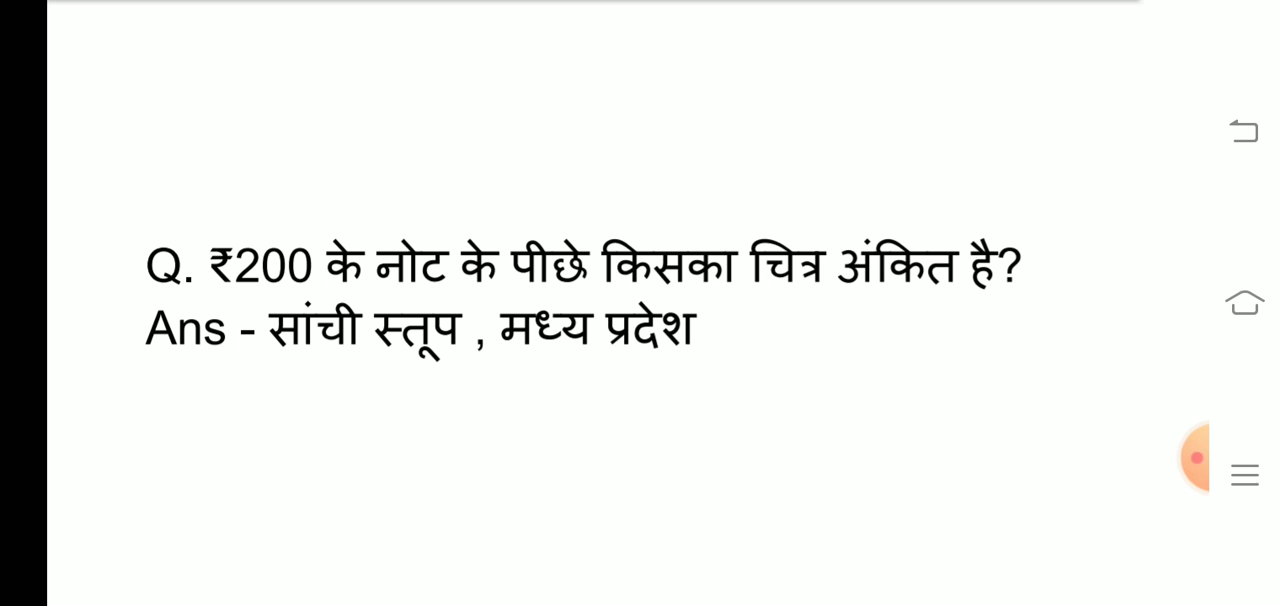 Q. ₹200 के नोट के पीछे किसका चित्र अंकित है?
Ans - सांची स्तूप , मध्य प्रदेश